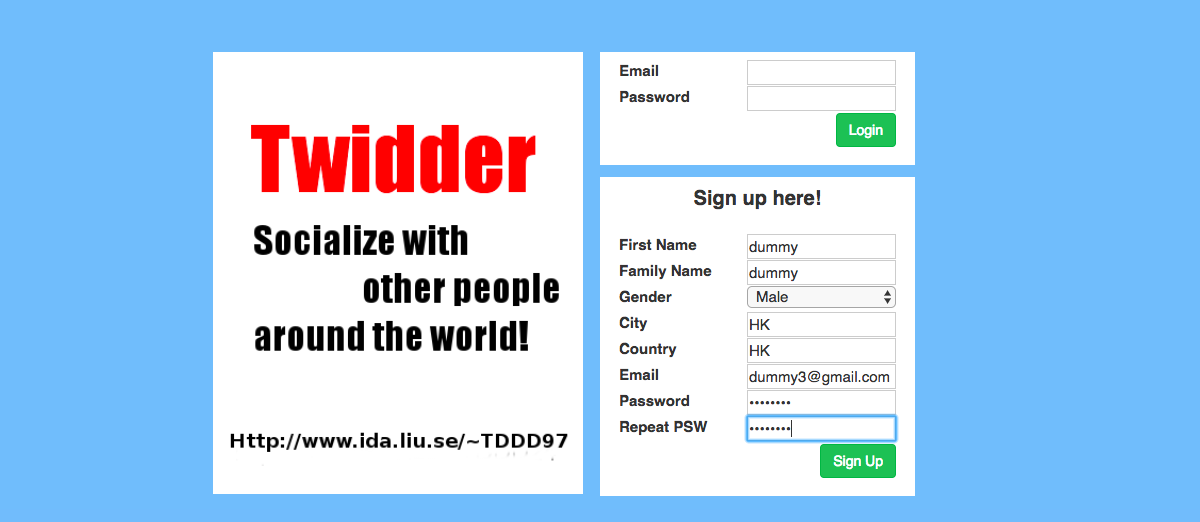 Twidder
Socialize with
other people
around the world!
Http://www.ida.liu.se/~TDDD97
Email
Password
Login
Sign up here!
First Name dummy
Family Name dummy
Gender Male
City HK
Country HK
Email dummy3@gmail.com
Password ••••••••
Repeat PSW ••••••••
Sign Up